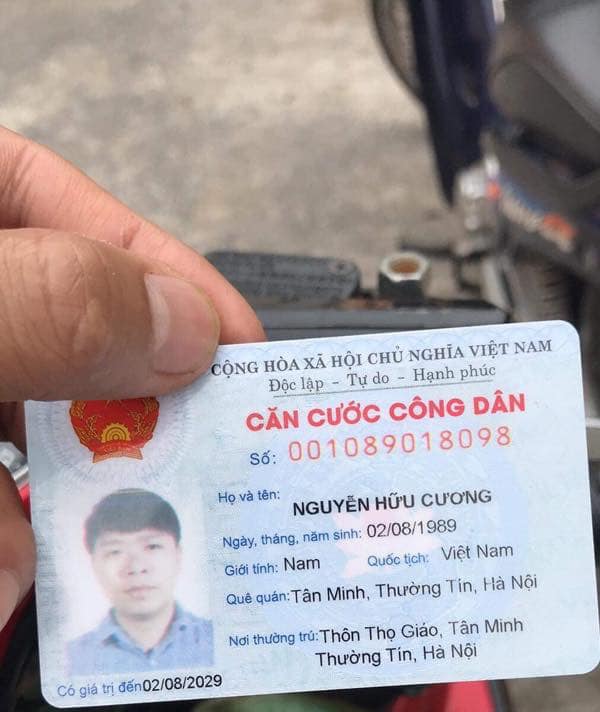 CỘNG HÒA XÃ HỘI CHỦ NGHĨA VIỆT NAM
Độc lập - Tự do - Hạnh phúc
CĂN CƯỚC CÔNG DÂN
Số: 001089018098
Họ và tên: NGUYỄN HỮU CƯƠNG
Ngày, tháng, năm sinh: 02/08/1989
Giới tính: Nam Quốc tịch: Việt Nam
Quê quán: Tân Minh, Thường Tín, Hà Nội
Nơi thường trú: Thôn Thọ Giáo, Tân Minh
Thường Tín, Hà Nội
Có giá trị đến 02/08/2029